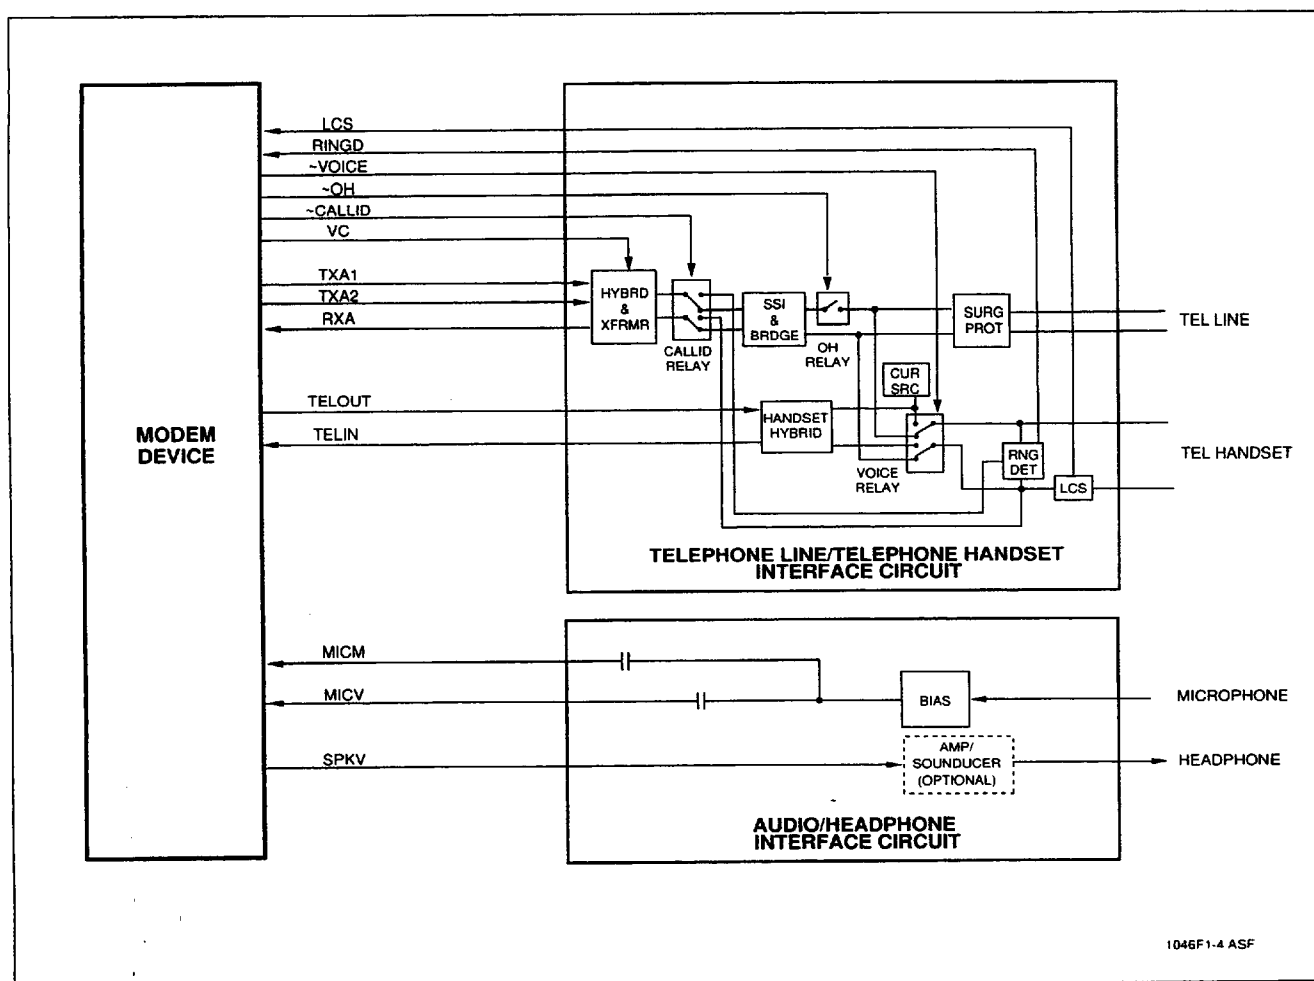 LCS
RINGD
~VOICE
~OH
~CALLID
VC
TXA1
TXA2
RXA
TELOUT
TELIN
MODEM
DEVICE
HYBRD
&
XFRMR
CALLID
RELAY
SSI
&
BRDGE
OH
RELAY
SURG
PROT
TEL LINE
CUR
SRC
HANDSET
HYBRID
VOICE
RELAY
RNG
DET
LCS
TEL HANDSET
TELEPHONE LINE/TELEPHONE HANDSET
INTERFACE CIRCUIT
MICM
MICV
SPKV
BIAS
MICROPHONE
AMP/
SOUNDUCER
(OPTIONAL)
HEADPHONE
AUDIO/HEADPHONE
INTERFACE CIRCUIT
1046F1-4 ASF